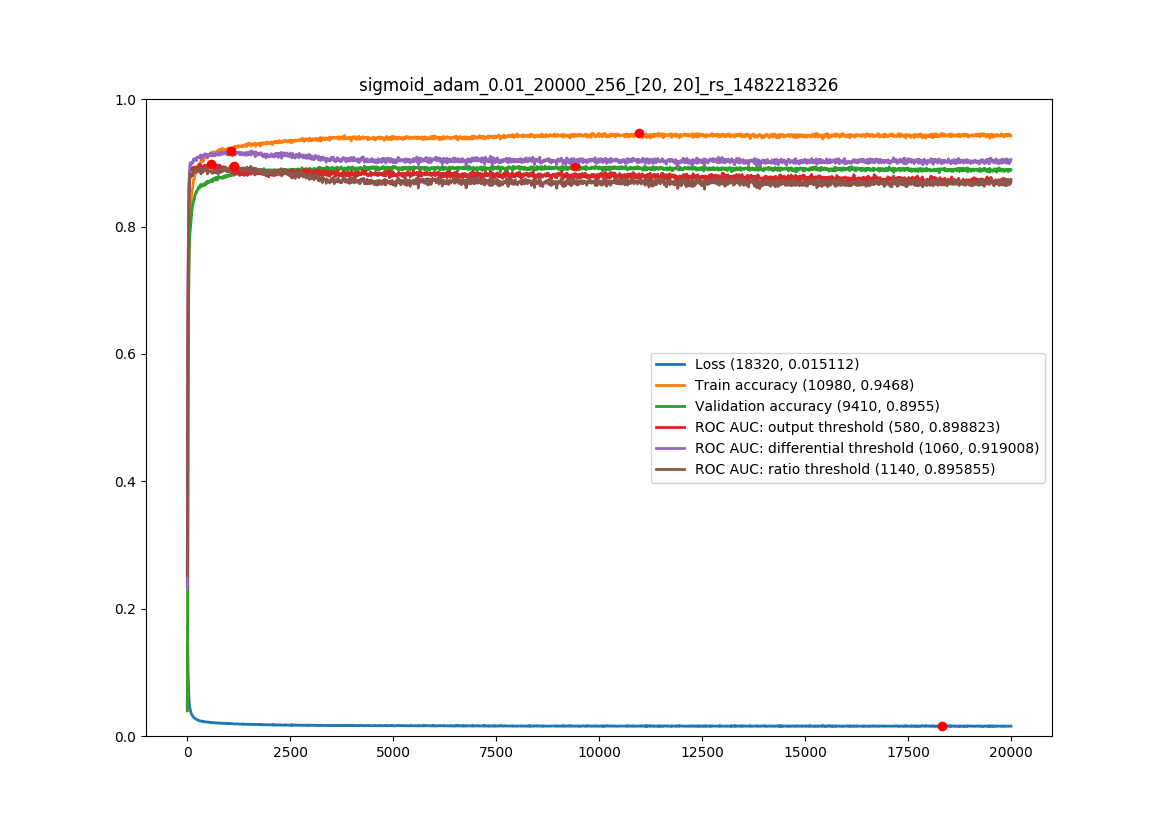 sigmoid_adam_0.01_20000_256_[20, 20]_rs_1482218326
1.0
0.8
0.6
0.4
0.2
0.0
Loss (18320, 0.015112)
Train accuracy (10980, 0.9468)
Validation accuracy (9410, 0.8955)
ROC AUC: output threshold (580, 0.898823)
ROC AUC: differential threshold (1060, 0.919008)
ROC AUC: ratio threshold (1140, 0.895855)
0 2500 5000 7500 10000 12500 15000 17500 20000